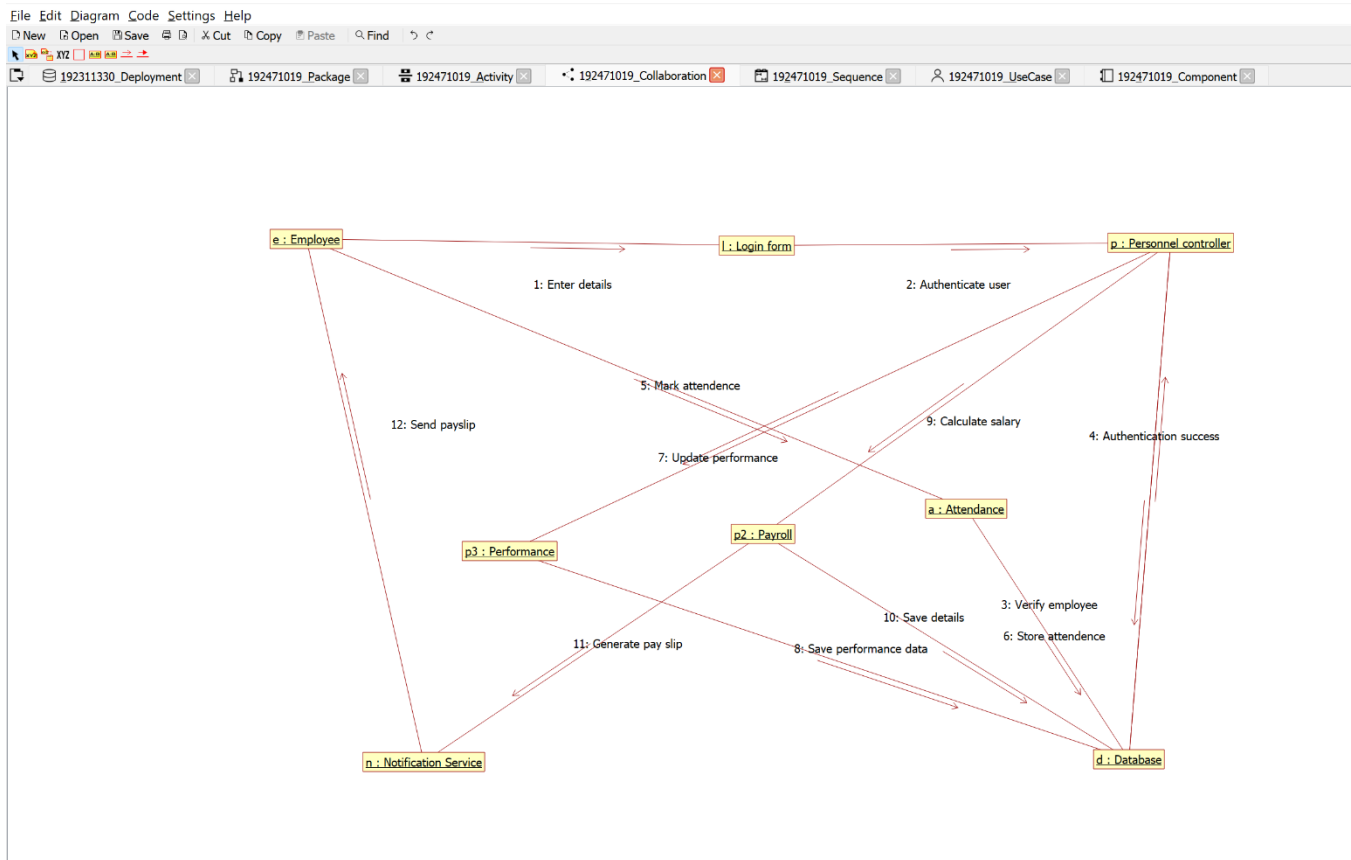 File Edit Diagram Code Settings Help
New Open Save Cut Copy Paste Find
XYZ
192311330_Deployment 192471019_Package 192471019_Activity 192471019_Collaboration 192471019_Sequence 192471019_UseCase 192471019_Component
e : Employee
l : Login form
p : Personnel controller
1: Enter details
2: Authenticate user
5: Mark attendence
12: Send payslip
9: Calculate salary
4: Authentication success
7: Update performance
a : Attendance
p2 : Payroll
p3 : Performance
3: Verify employee
10: Save details
6: Store attendence
11: Generate pay slip
8: Save performance data
n : Notification Service
d : Database